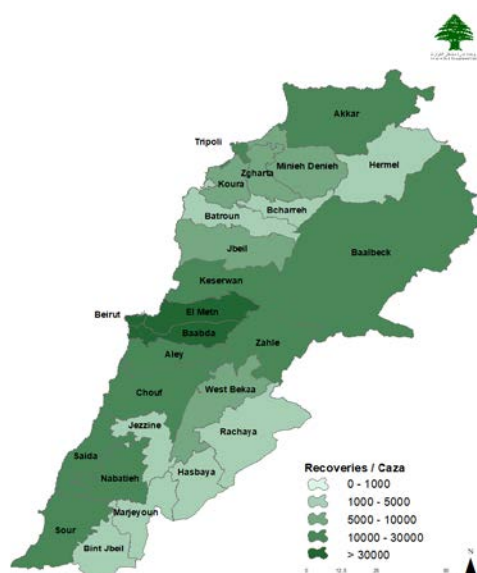 Akkar
Tripoli
Hermel
Minieh Denieh
Zgharta
Koura
Bcharreh
Batroun
Jbeil
Baalbeck
Keserwan
El Metn
Beirut
Baabda
Zahle
Aley
West Bekaa
Chouf
Jezzine
Rachaya
Saida
Hasbaya
Nabatieh
Marjeyoun
Sour
Bint Jbeil
Recoveries / Caza
0 - 1000
1000 - 5000
5000 - 10000
10000 - 30000
> 30000
N